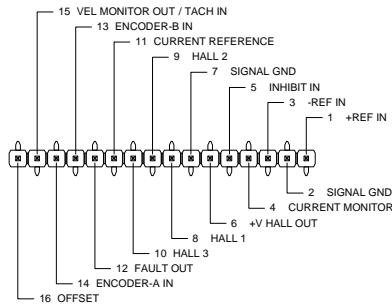 15 VEL MONITOR OUT / TACH IN
13 ENCODER-B IN
11 CURRENT REFERENCE
9 HALL 2
7 SIGNAL GND
5 INHIBIT IN
3 -REF IN
1 +REF IN
2 SIGNAL GND
4 CURRENT MONITOR
6 +V HALL OUT
8 HALL 1
10 HALL 3
12 FAULT OUT
14 ENCODER-A IN
16 OFFSET